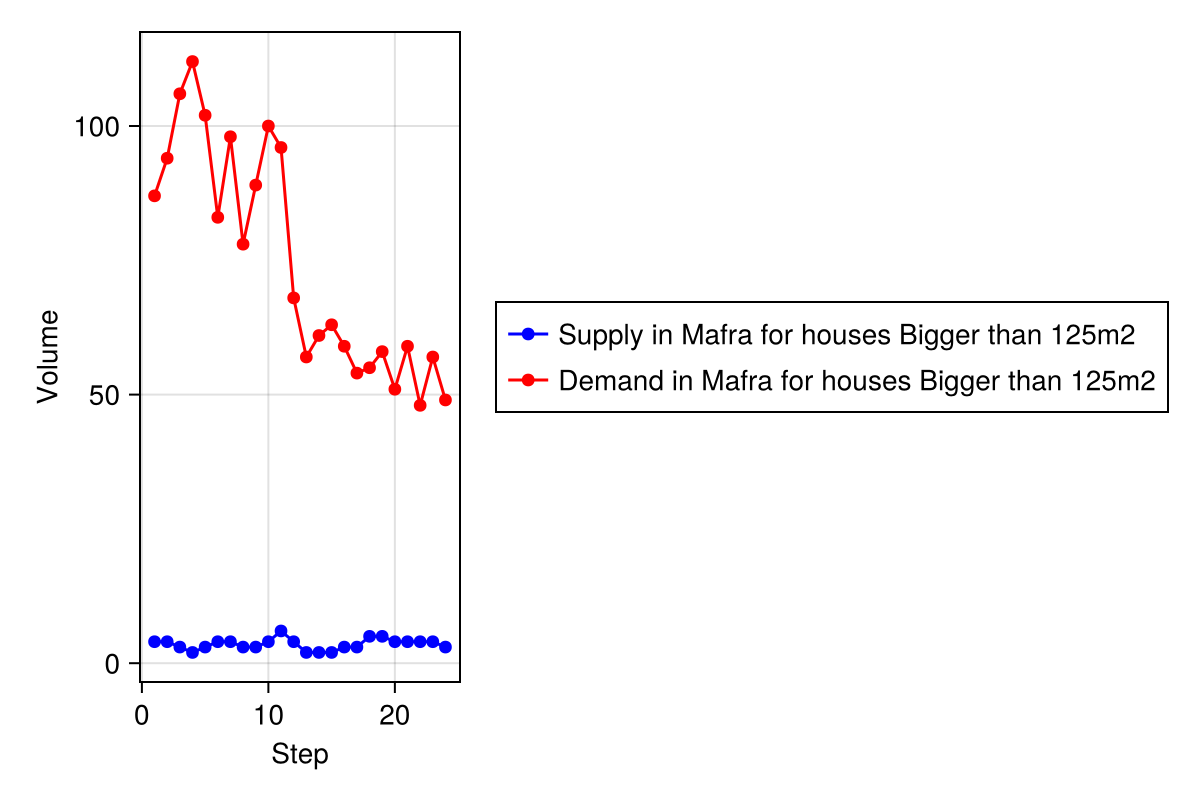 100
50
0
Volume
0 10 20
Step
Supply in Mafra for houses Bigger than 125m2
Demand in Mafra for houses Bigger than 125m2